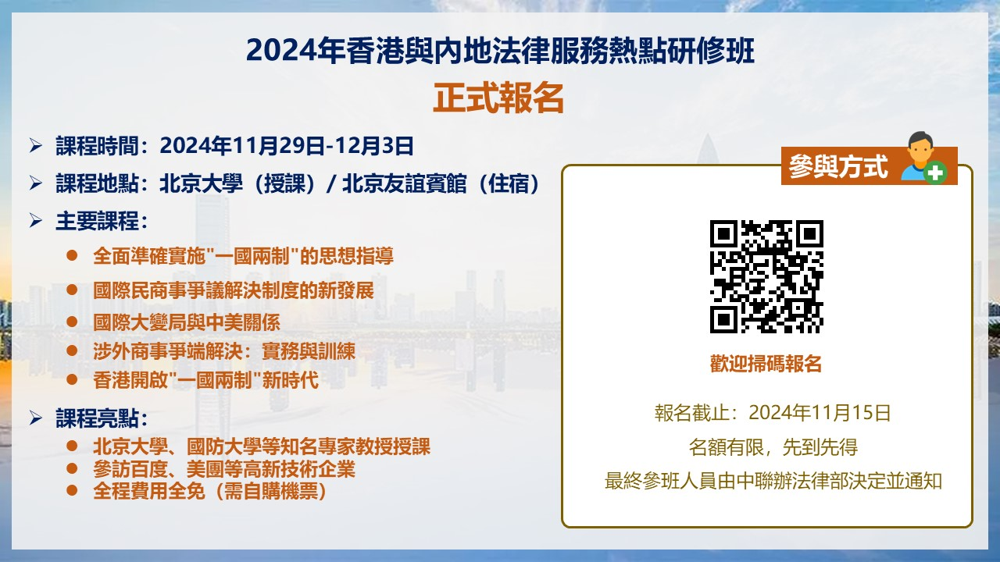 2024年香港與內地法律服務熱點研修班
正式報名
課程時間：2024年11月29日-12月3日
課程地點：北京大學（授課）/ 北京友誼賓館（住宿）
主要課程：
全面準確實施"一國兩制"的思想指導
國際民商事爭議解決制度的新發展
國際大變局與中美關係
涉外商事爭端解決：實務與訓練
香港開啟"一國兩制"新時代
課程亮點：
北京大學、國防大學等知名專家教授授課
參訪百度、美團等高新技術企業
全程費用全免（需自購機票）
參與方式
歡迎掃碼報名
報名截止：2024年11月15日
名額有限，先到先得
最終參班人員由中聯辦法律部決定並通知